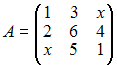 A = ( 1 3 x
2 6 4
x 5 1 )